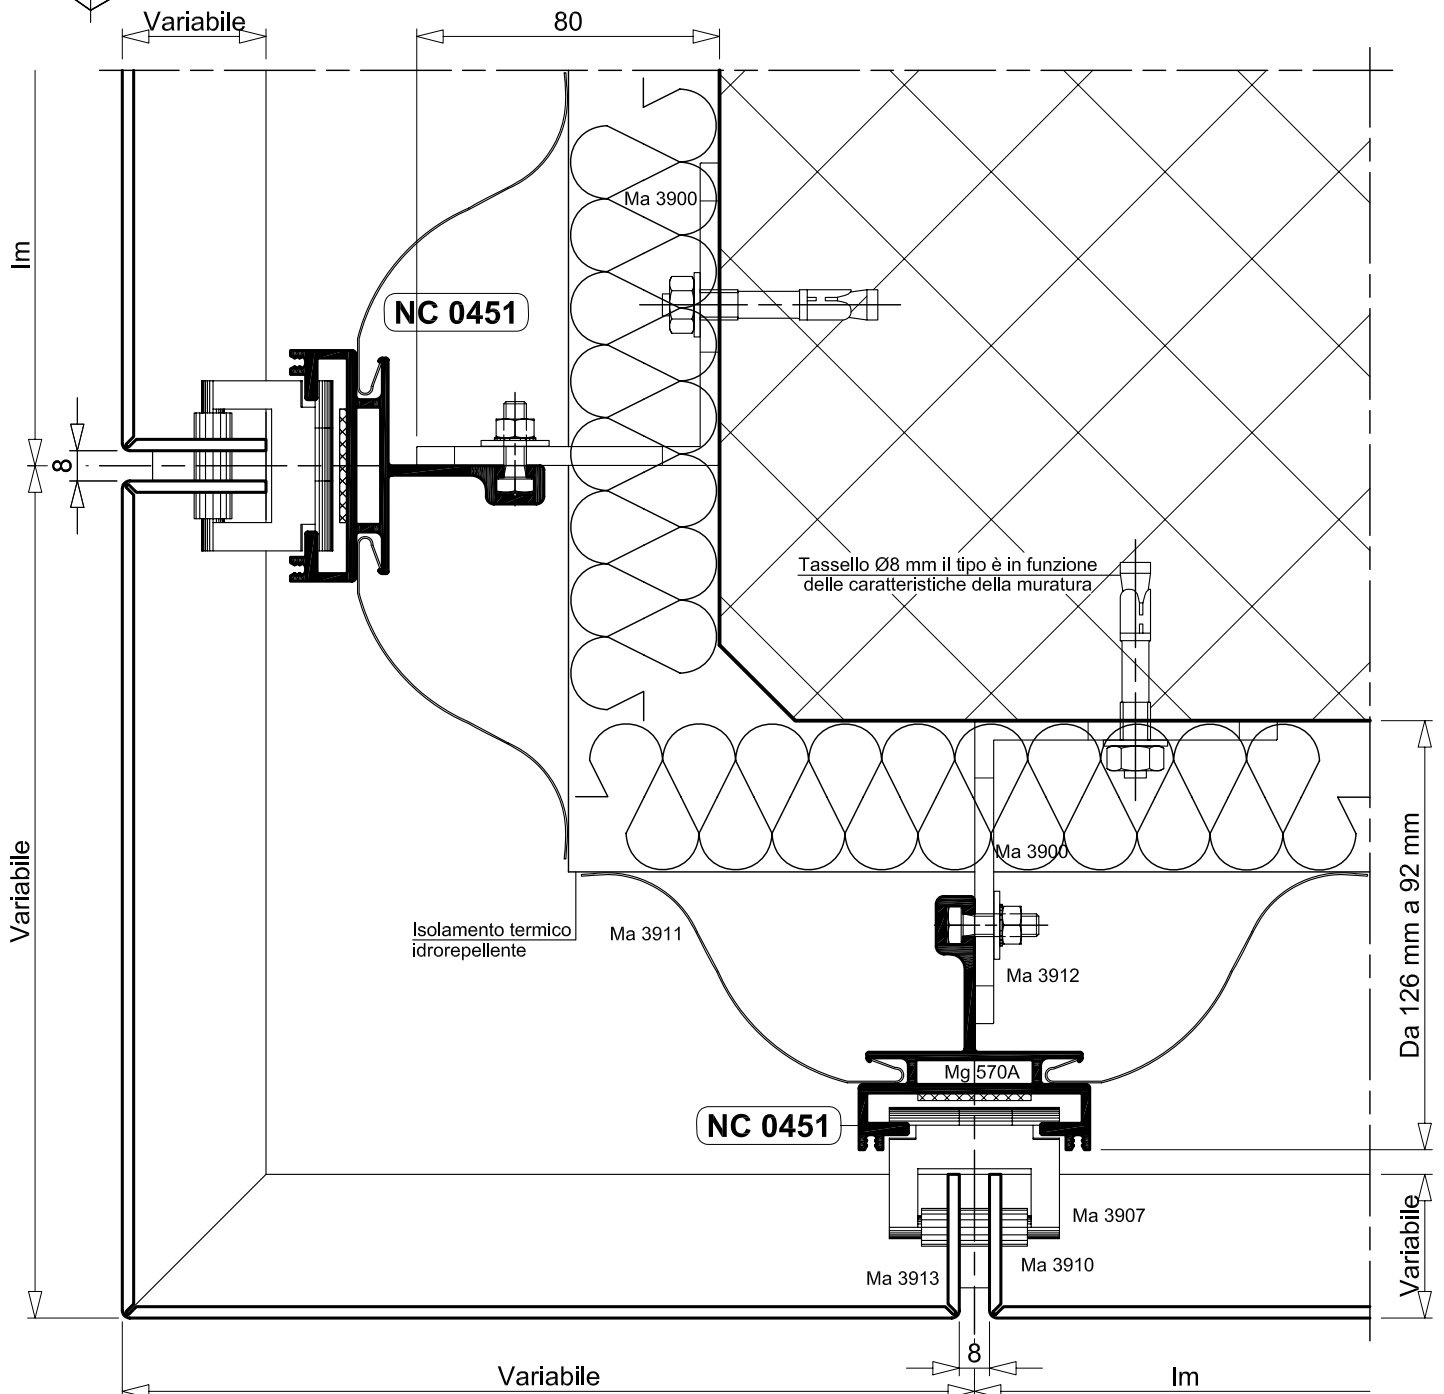 Variabile
80
Im
Ma 3900
NC 0451
8
Tassello Ø8 mm il tipo è in funzione
delle caratteristiche della muratura
Variabile
Ma 3900
Isolamento termico
idrorepellente
Ma 3911
Ma 3912
Da 126 mm a 92 mm
Mg 570A
NC 0451
Ma 3907
Ma 3913
Ma 3910
Variabile
8
Variabile
Im